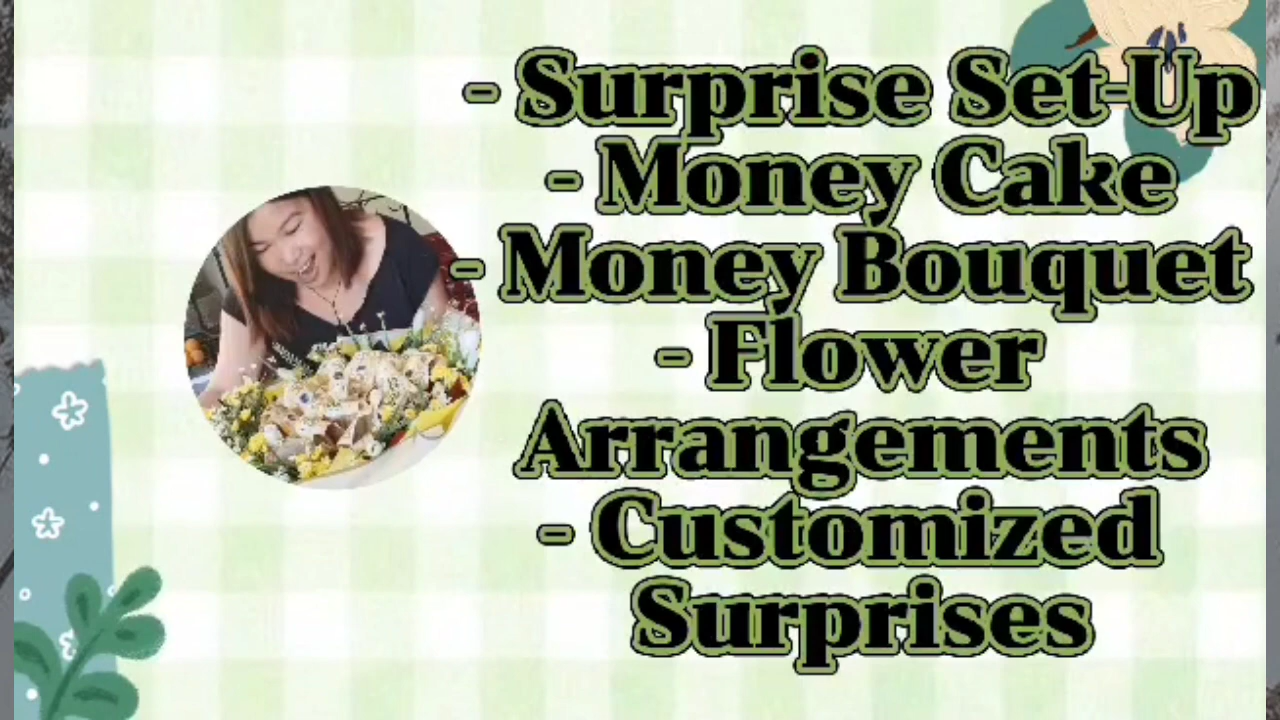 - Surprise Set-Up
- Money Cake
- Money Bouquet
- Flower
Arrangements
- Customized
Surprises